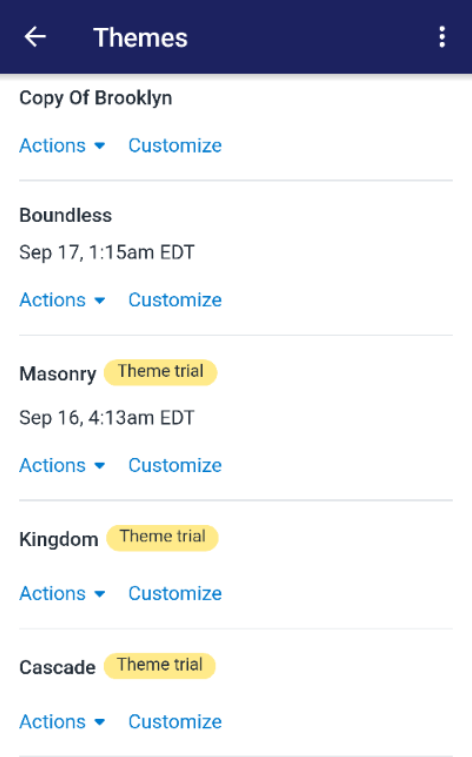 Themes
Copy Of Brooklyn
Actions Customize
Boundless
Sep 17, 1:15am EDT
Actions Customize
Masonry Theme trial
Sep 16, 4:13am EDT
Actions Customize
Kingdom Theme trial
Actions Customize
Cascade Theme trial
Actions Customize